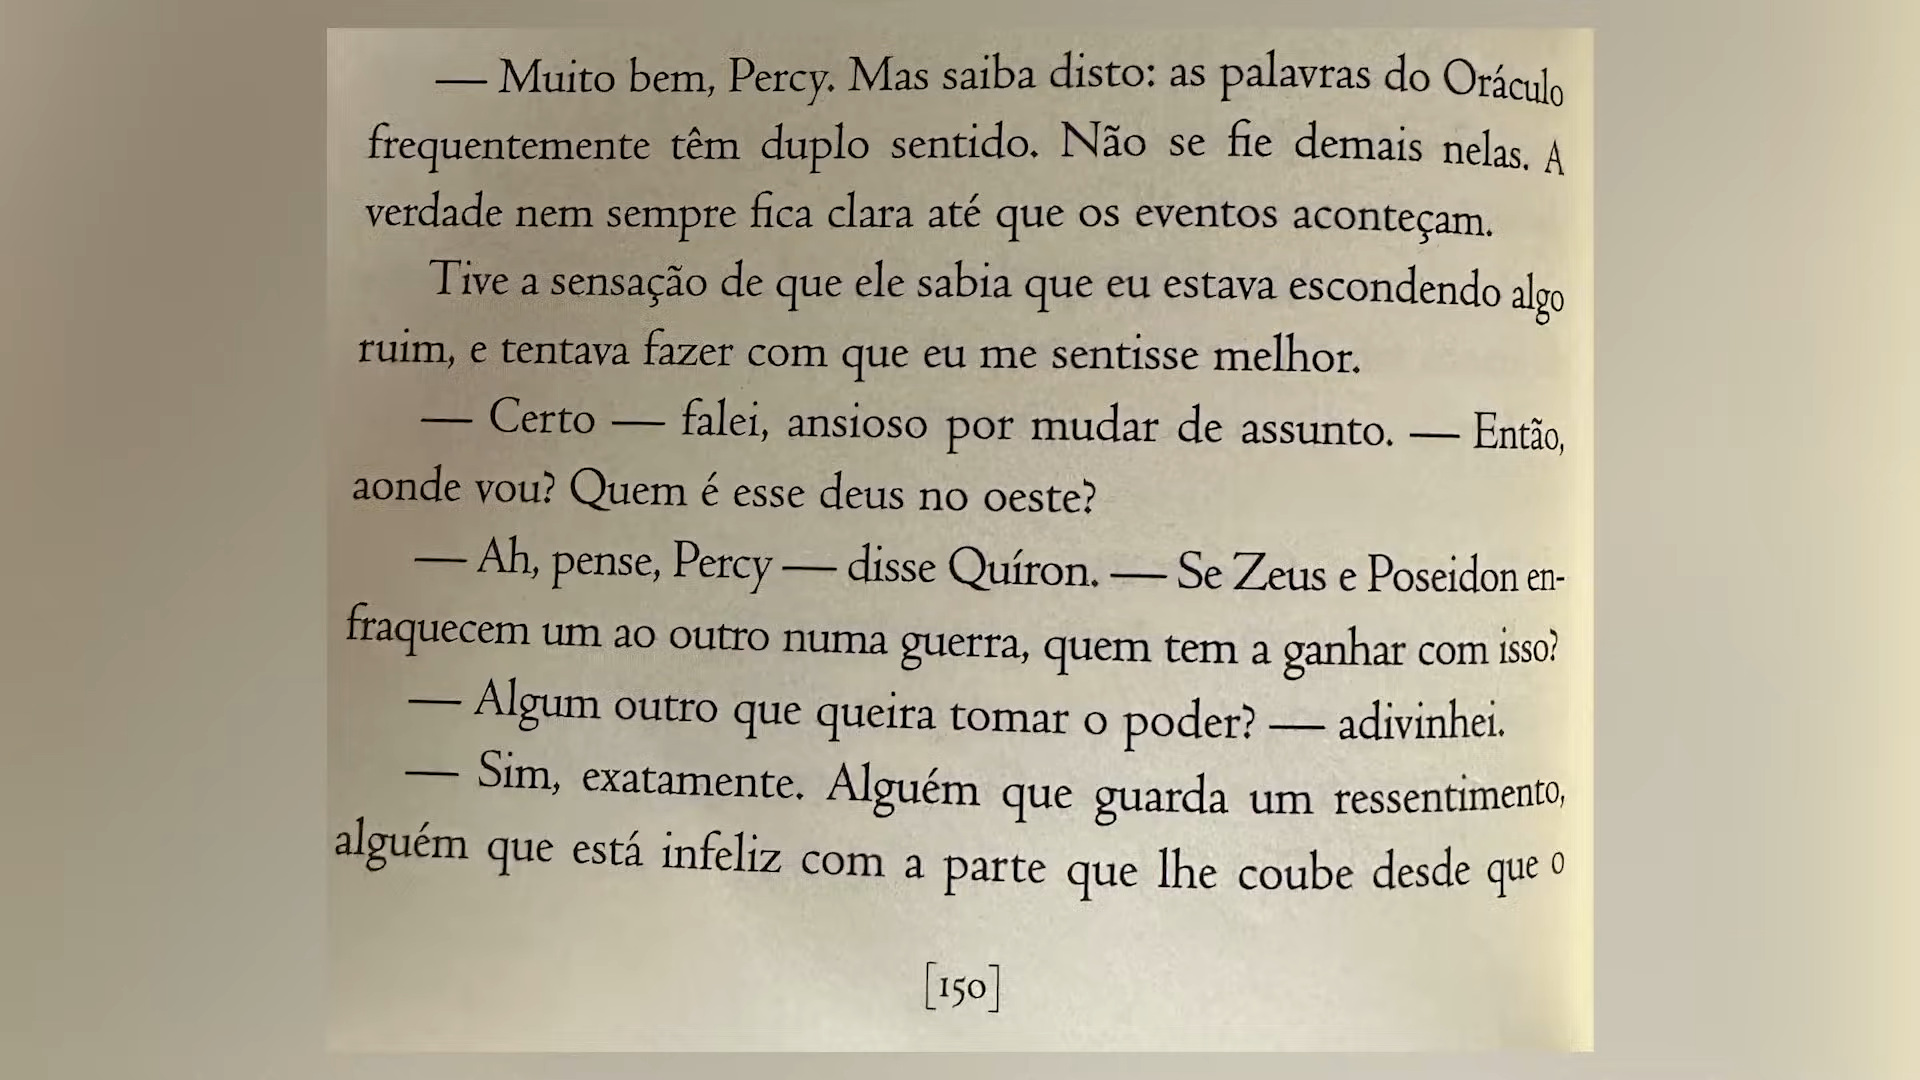 — Muito bem, Percy. Mas saiba disto: as palavras do Oráculo
frequentemente têm duplo sentido. Não se fie demais nelas. A
verdade nem sempre fica clara até que os eventos aconteçam.
Tive a sensação de que ele sabia que eu estava escondendo algo
ruim, e tentava fazer com que eu me sentisse melhor.
— Certo — falei, ansioso por mudar de assunto. — Então,
aonde vou? Quem é esse deus no oeste?
— Ah, pense, Percy — disse Quíron. — Se Zeus e Poseidon en-
fraquecem um ao outro numa guerra, quem tem a ganhar com isso?
— Algum outro que queira tomar o poder? — adivinhei.
— Sim, exatamente. Alguém que guarda um ressentimento,
alguém que está infeliz com a parte que lhe coube desde que o
[150]